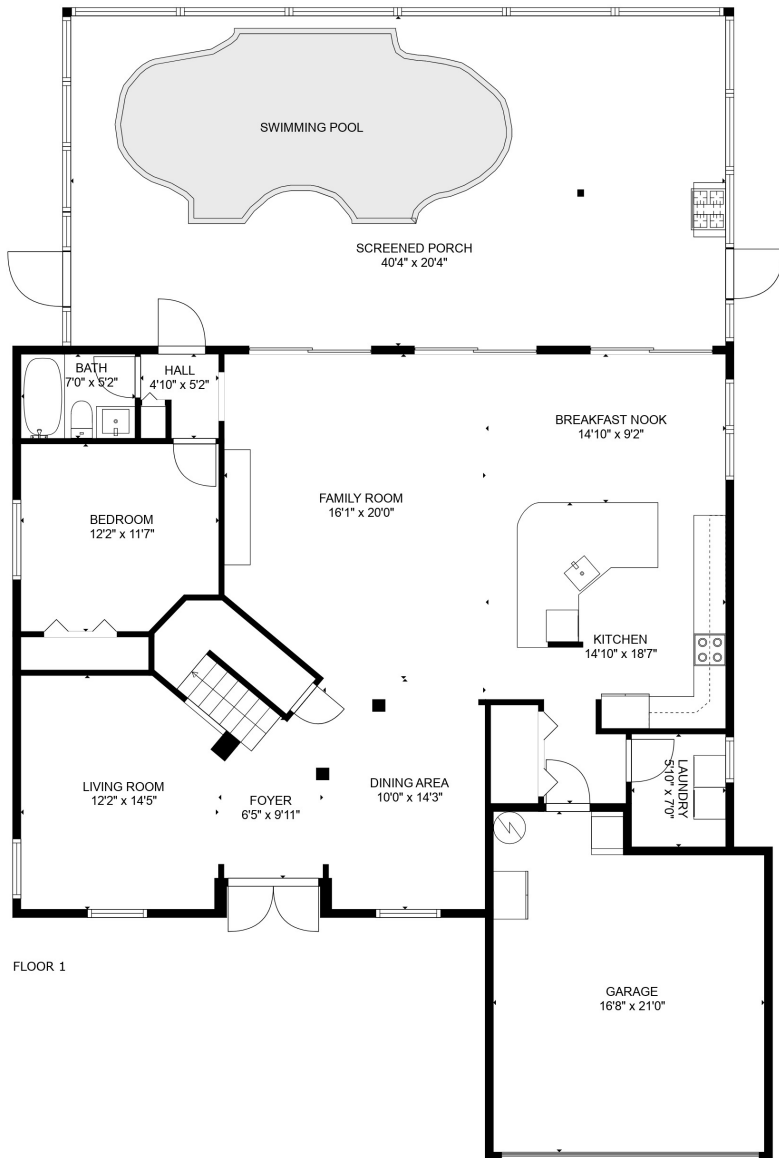 SWIMMING POOL
SCREENED PORCH
40'4" x 20'4"
BATH
7'0" x 5'2"
HALL
4'10" x 5'2"
BREAKFAST NOOK
14'10" x 9'2"
FAMILY ROOM
16'1" x 20'0"
BEDROOM
12'2" x 11'7"
KITCHEN
14'10" x 18'7"
LIVING ROOM
12'2" x 14'5"
FOYER
6'5" x 9'11"
DINING AREA
10'0" x 14'3"
LAUNDRY
5'10" x 7'0"
FLOOR 1
GARAGE
16'8" x 21'0"